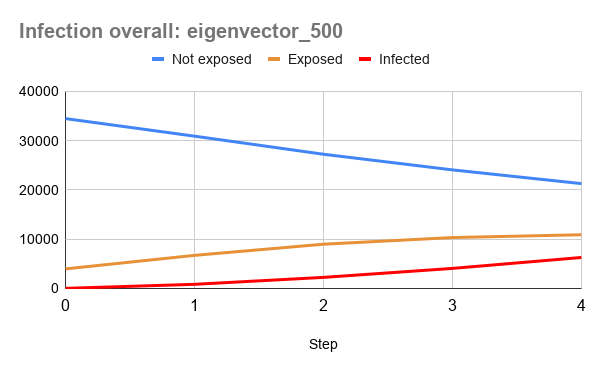 Infection overall: eigenvector_500
Not exposed Exposed Infected
40000
30000
20000
10000
0
0 1 2 3 4
Step